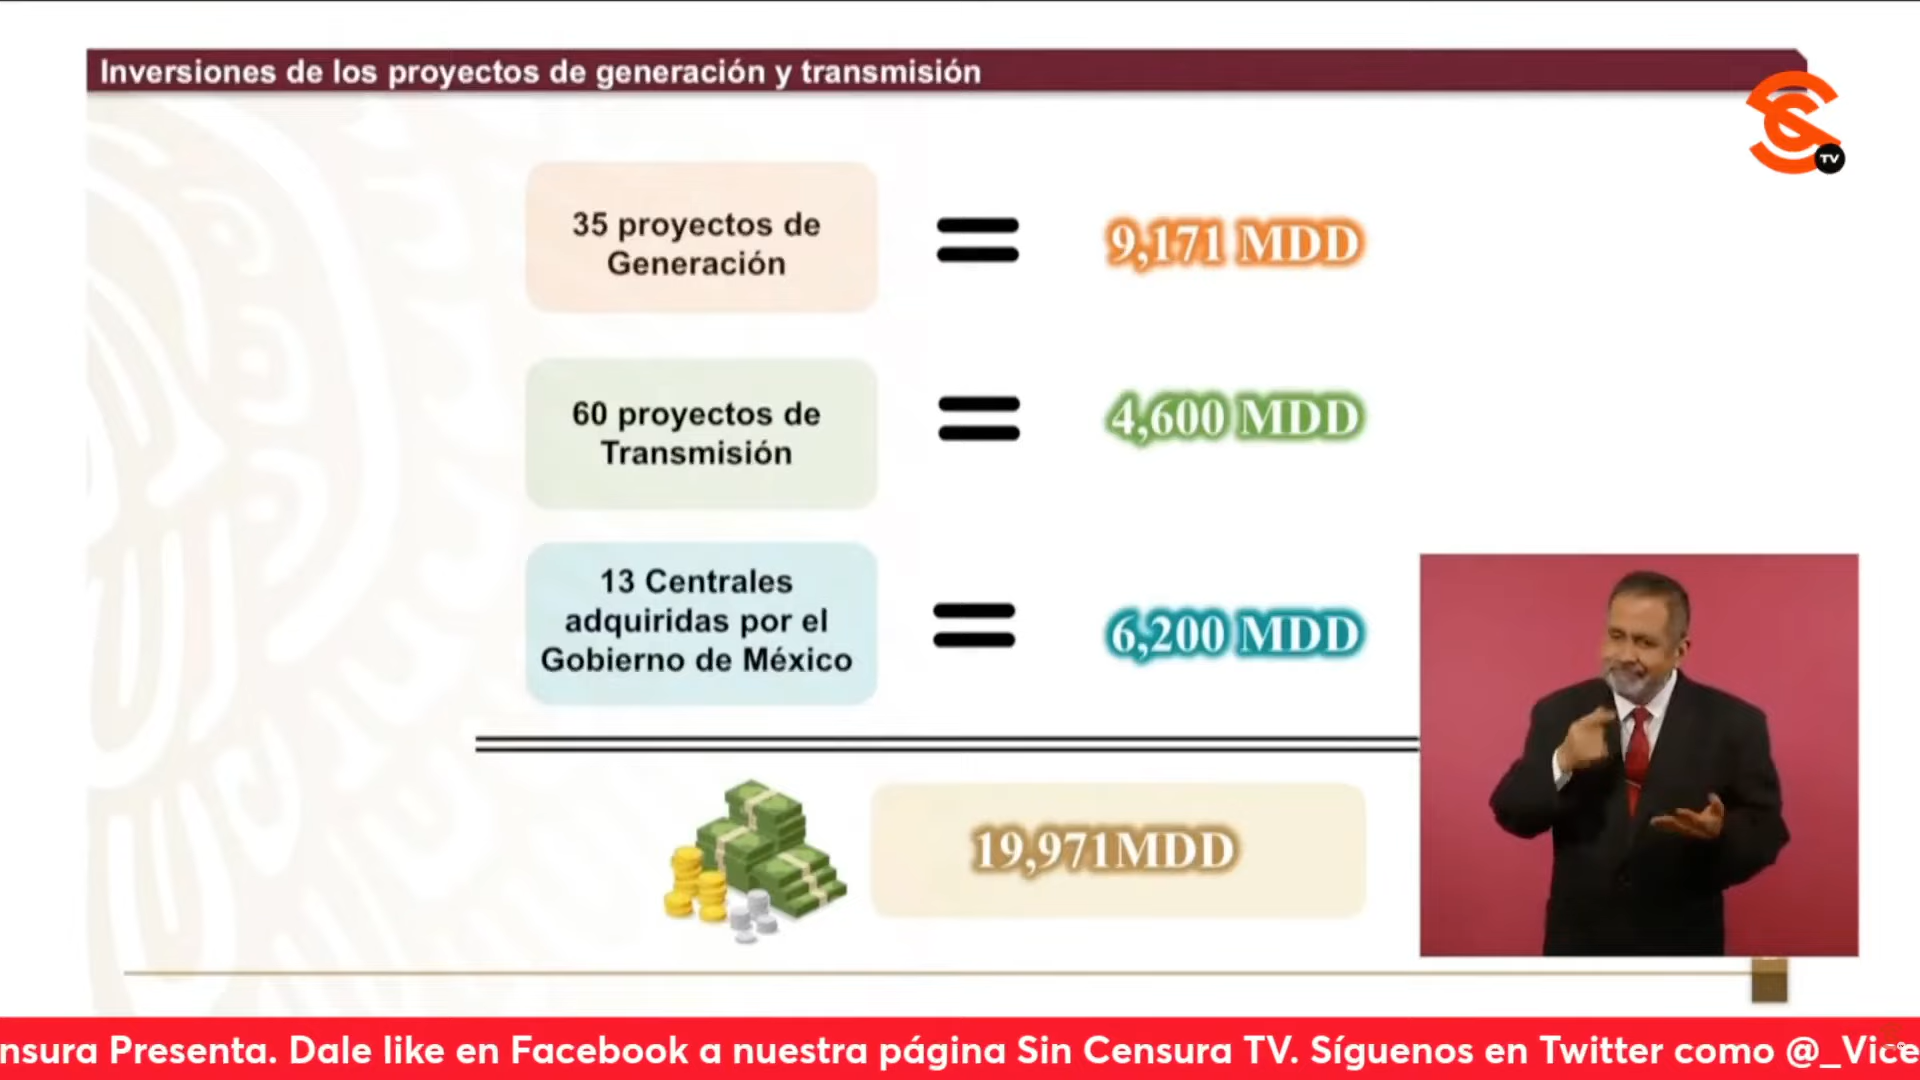 Inversiones de los proyectos de generación y transmisión
TV
35 proyectos de
Generación
=
9,171 MDD
60 proyectos de
Transmisión
=
4,600 MDD
13 Centrales
adquiridas por el
Gobierno de México
=
6,200 MDD
19,971MDD
nsura Presenta. Dale like en Facebook a nuestra página Sin Censura TV. Síguenos en Twitter como @_Vice